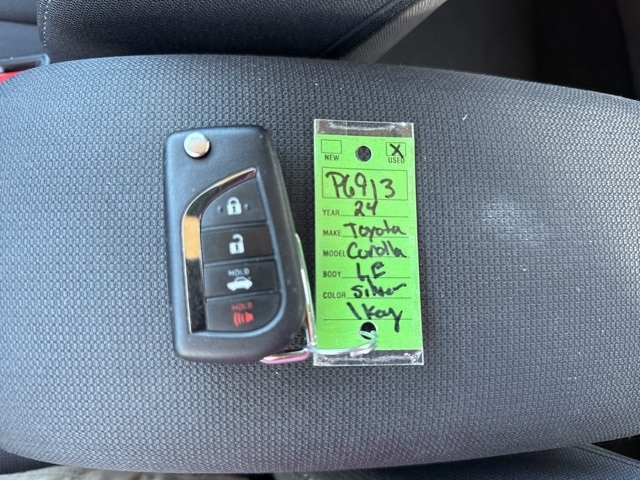 HOLD
HOLD
NEW
X
USED
P6913
YEAR 24
MAKE Toyota
MODEL Corolla
BODY LE
COLOR Silver
1 Key